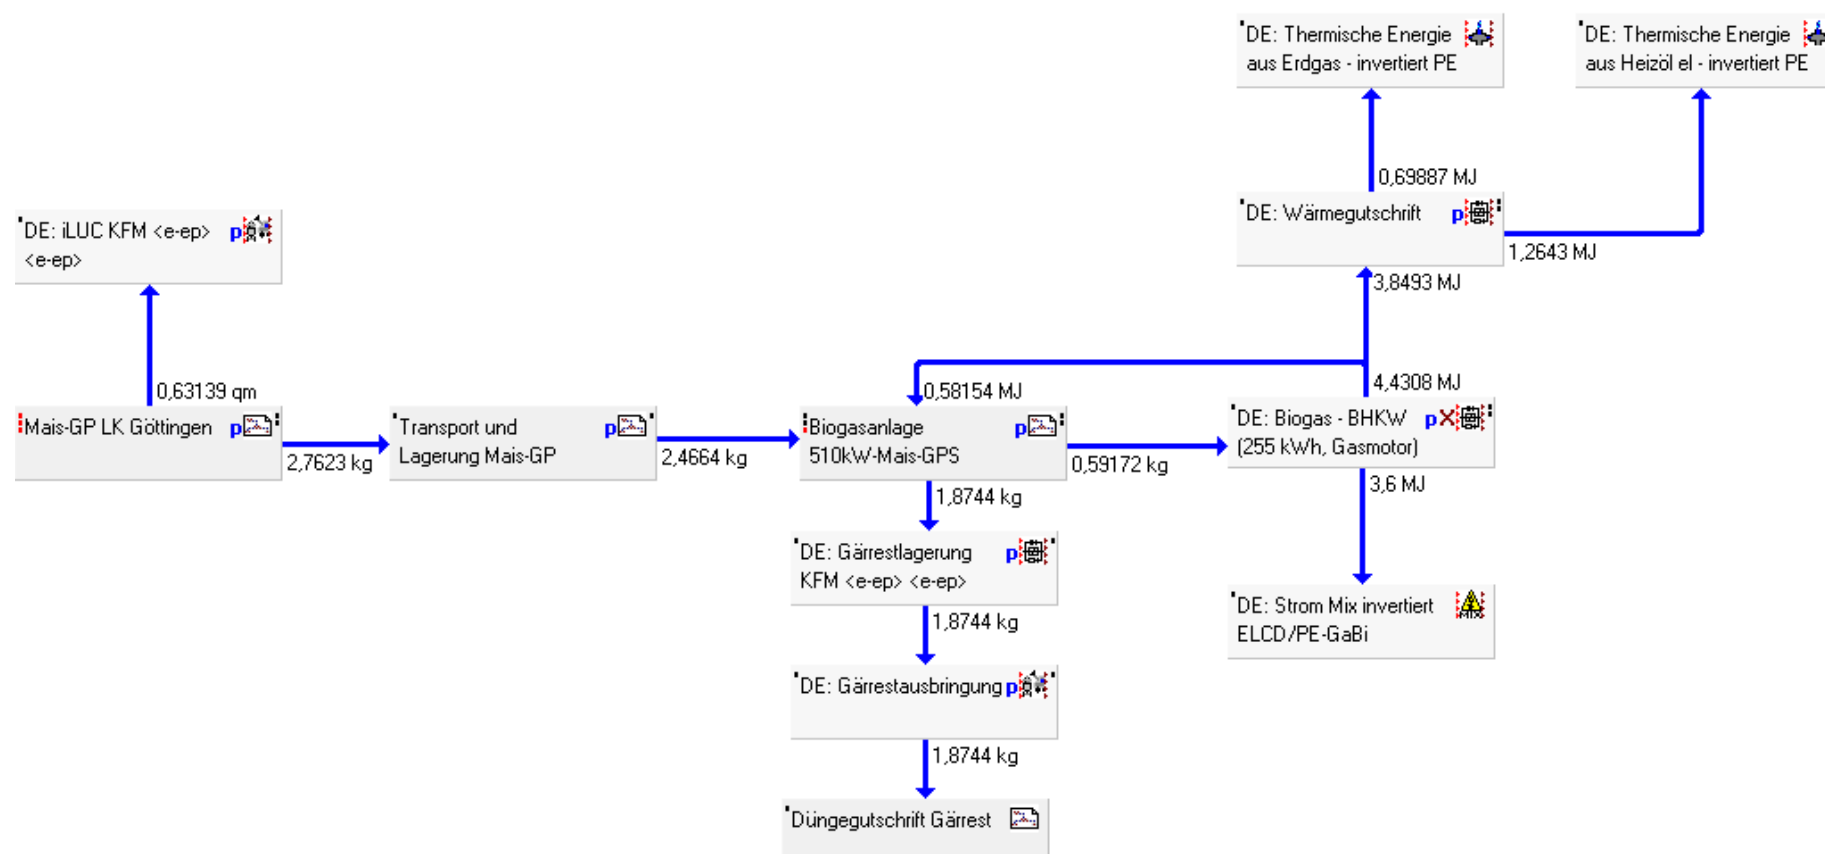 DE: Thermische Energie
aus Erdgas - invertiert PE
DE: Thermische Energie
aus Heizöl el - invertiert PE
0,69887 MJ
DE: Wärmegutschrift p
1,2643 MJ
3,8493 MJ
DE: iLUC KFM <e-ep> p
<e-ep>
0,63139 qm
Mais-GP LK Göttingen p
2,7623 kg
Transport und p
Lagerung Mais-GP
2,4664 kg
0,58154 MJ
Biogasanlage p
510kW-Mais-GPS
0,59172 kg
4,4308 MJ
DE: Biogas - BHKW pX
(255 kWh, Gasmotor)
3,6 MJ
1,8744 kg
DE: Gärrestlagerung p
KFM <e-ep> <e-ep>
DE: Strom Mix invertiert
MIX
ELCD/PE-GaBi
1,8744 kg
DE: Gärrestausbringung p
1,8744 kg
Düngegutschrift Gärrest